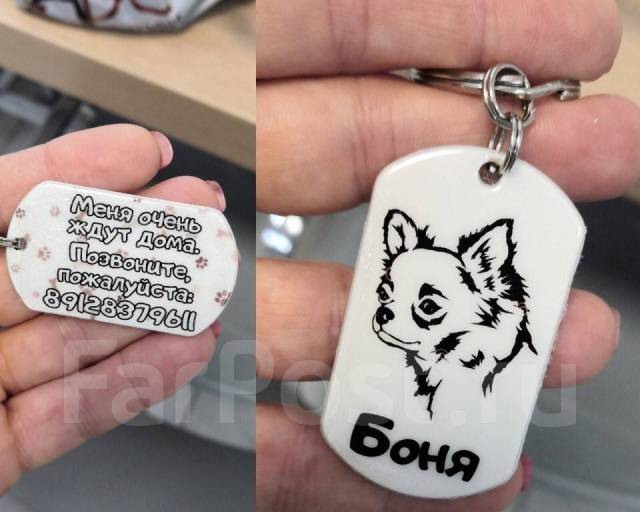 Меня очень
ждут дома.
Позвоните,
пожалуйста:
89128379611
Боня
FarPost.ru